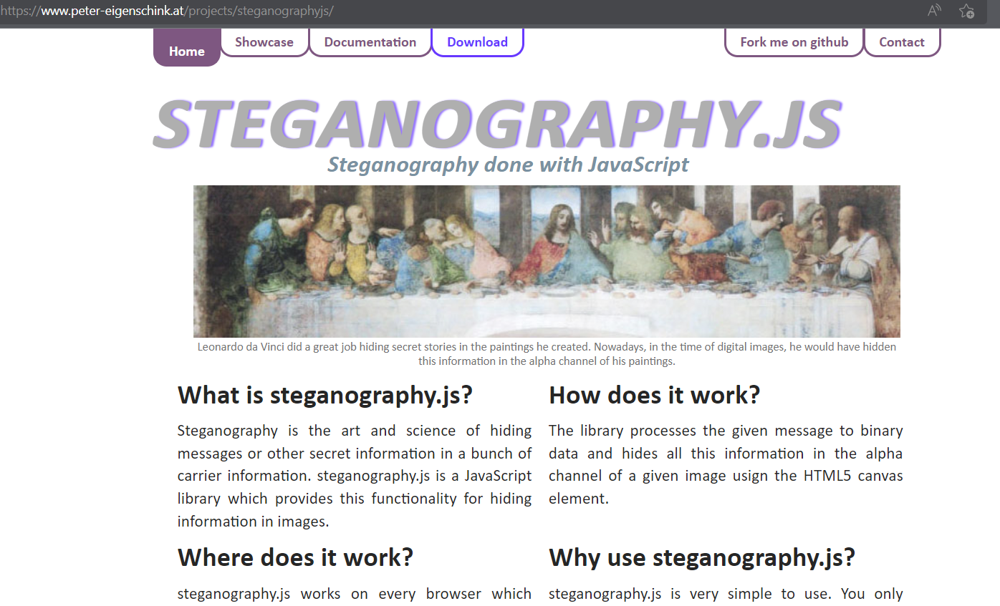 https://www.peter-eigenschink.at/projects/steganographyjs/
Home
Showcase
Documentation
Download
Fork me on github
Contact
STEGANOGRAPHY.JS
Steganography done with JavaScript
Leonardo da Vinci did a great job hiding secret stories in the paintings he created. Nowadays, in the time of digital images, he would have hidden
this information in the alpha channel of his paintings.
What is steganography.js?
Steganography is the art and science of hiding
messages or other secret information in a bunch of
carrier information. steganography.js is a JavaScript
library which provides this functionality for hiding
information in images.
How does it work?
The library processes the given message to binary
data and hides all this information in the alpha
channel of a given image usign the HTML5 canvas
element.
Where does it work?
steganography.js works on every browser which
Why use steganography.js?
steganography.js is very simple to use. You only